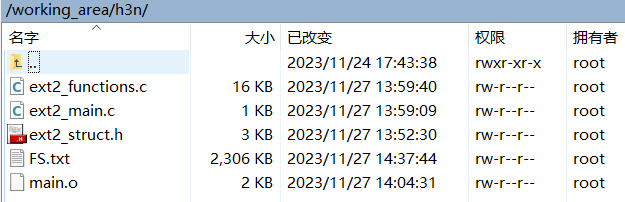 /working_area/h3n/
名字 大小 已改变 权限 拥有者
.. 2023/11/24 17:43:38 rwxr-xr-x root
ext2_functions.c 16 KB 2023/11/27 13:59:40 rw-r--r-- root
ext2_main.c 1 KB 2023/11/27 13:59:09 rw-r--r-- root
ext2_struct.h 3 KB 2023/11/27 13:52:30 rw-r--r-- root
FS.txt 2,306 KB 2023/11/27 14:37:44 rw-r--r-- root
main.o 2 KB 2023/11/27 14:04:31 rw-r--r-- root